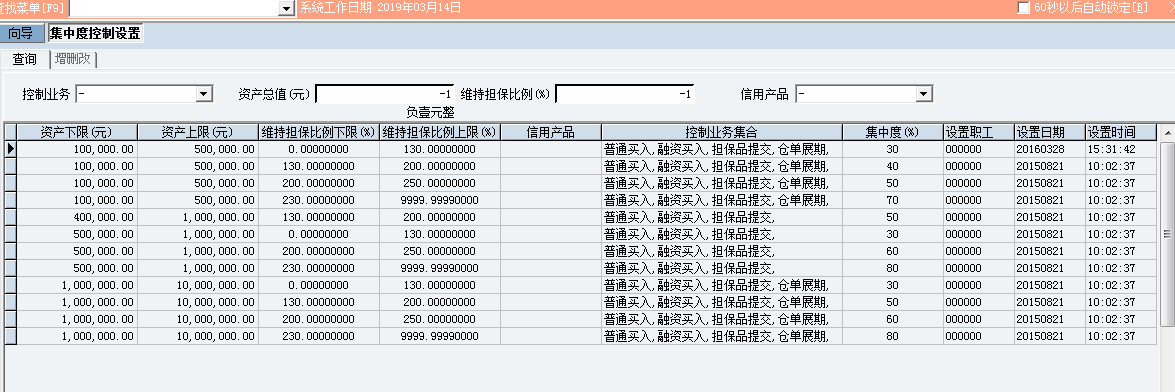 查找菜单[F9] 系统工作日期 2019年03月14日 60秒以后自动锁定[B]
向导 集中度控制设置
查询 增删改
控制业务 - 资产总值(元) -1 维持担保比例(%) -1 信用产品 -
负壹元整
资产下限(元) 资产上限(元) 维持担保比例下限(%) 维持担保比例上限(%) 信用产品 控制业务集合 集中度(%) 设置职工 设置日期 设置时间
100,000.00 500,000.00 0.00000000 130.00000000 普通买入,融资买入,担保品提交,仓单展期, 30 000000 20160328 15:31:42
100,000.00 500,000.00 130.00000000 200.00000000 普通买入,融资买入,担保品提交,仓单展期, 40 000000 20150821 10:02:37
100,000.00 500,000.00 200.00000000 250.00000000 普通买入,融资买入,担保品提交,仓单展期, 50 000000 20150821 10:02:37
100,000.00 500,000.00 230.00000000 9999.99990000 普通买入,融资买入,担保品提交,仓单展期, 70 000000 20150821 10:02:37
400,000.00 1,000,000.00 130.00000000 200.00000000 普通买入,融资买入,担保品提交, 50 000000 20150821 10:02:37
500,000.00 1,000,000.00 0.00000000 130.00000000 普通买入,融资买入,担保品提交, 30 000000 20150821 10:02:37
500,000.00 1,000,000.00 200.00000000 250.00000000 普通买入,融资买入,担保品提交, 60 000000 20150821 10:02:37
500,000.00 1,000,000.00 230.00000000 9999.99990000 普通买入,融资买入,担保品提交, 80 000000 20150821 10:02:37
1,000,000.00 10,000,000.00 0.00000000 130.00000000 普通买入,融资买入,担保品提交,仓单展期, 30 000000 20150821 10:02:37
1,000,000.00 10,000,000.00 130.00000000 200.00000000 普通买入,融资买入,担保品提交,仓单展期, 50 000000 20150821 10:02:37
1,000,000.00 10,000,000.00 200.00000000 250.00000000 普通买入,融资买入,担保品提交,仓单展期, 60 000000 20150821 10:02:37
1,000,000.00 10,000,000.00 230.00000000 9999.99990000 普通买入,融资买入,担保品提交,仓单展期, 80 000000 20150821 10:02:37